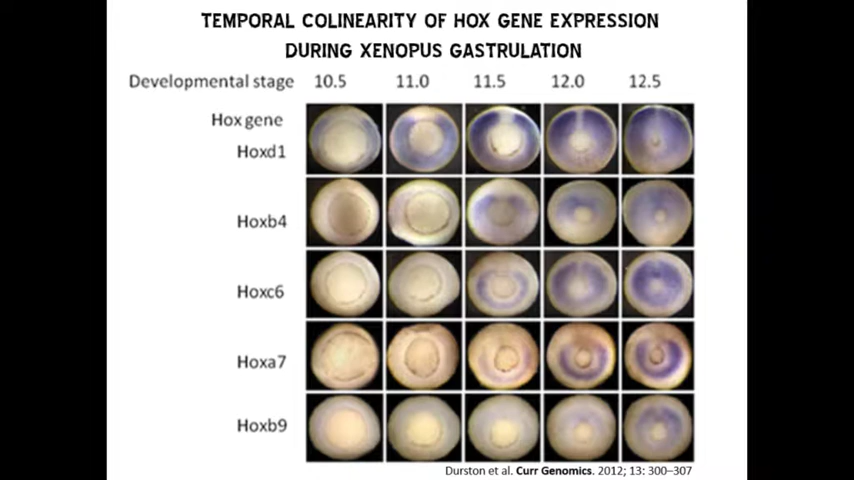 TEMPORAL COLINEARITY OF HOX GENE EXPRESSION
DURING XENOPUS GASTRULATION
Developmental stage 10.5 11.0 11.5 12.0 12.5
Hox gene
Hoxd1
Hoxb4
Hoxc6
Hoxa7
Hoxb9
Durston et al. Curr Genomics. 2012; 13: 300–307